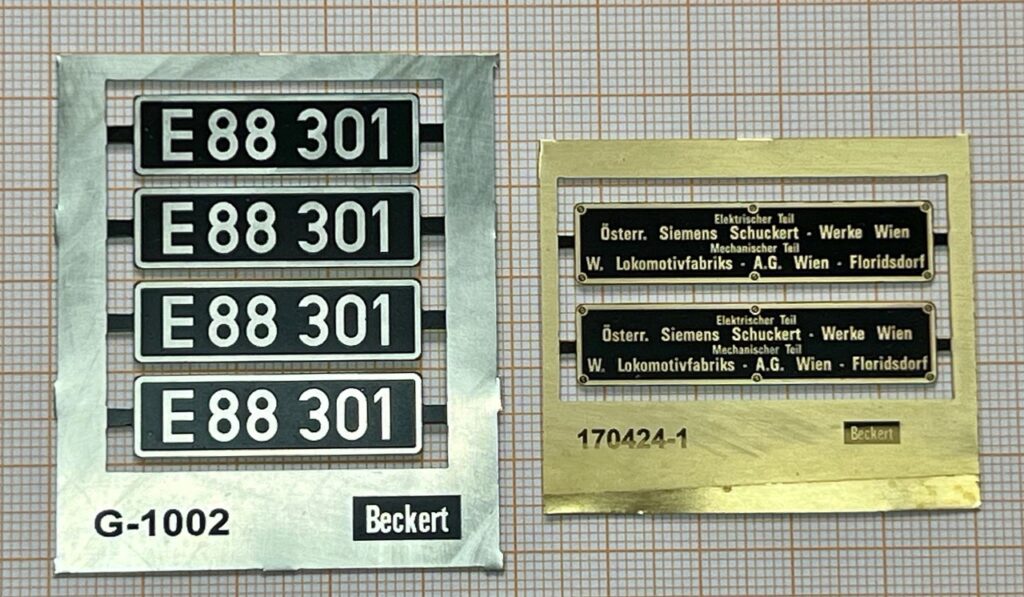 E 88 301
E 88 301
E 88 301
E 88 301
G-1002
Beckert
Elektrischer Teil
Österr. Siemens Schuckert - Werke Wien
Mechanischer Teil
W. Lokomotivfabriks - A.G. Wien - Floridsdorf
Elektrischer Teil
Österr. Siemens Schuckert - Werke Wien
Mechanischer Teil
W. Lokomotivfabriks - A.G. Wien - Floridsdorf
170424-1
Beckert